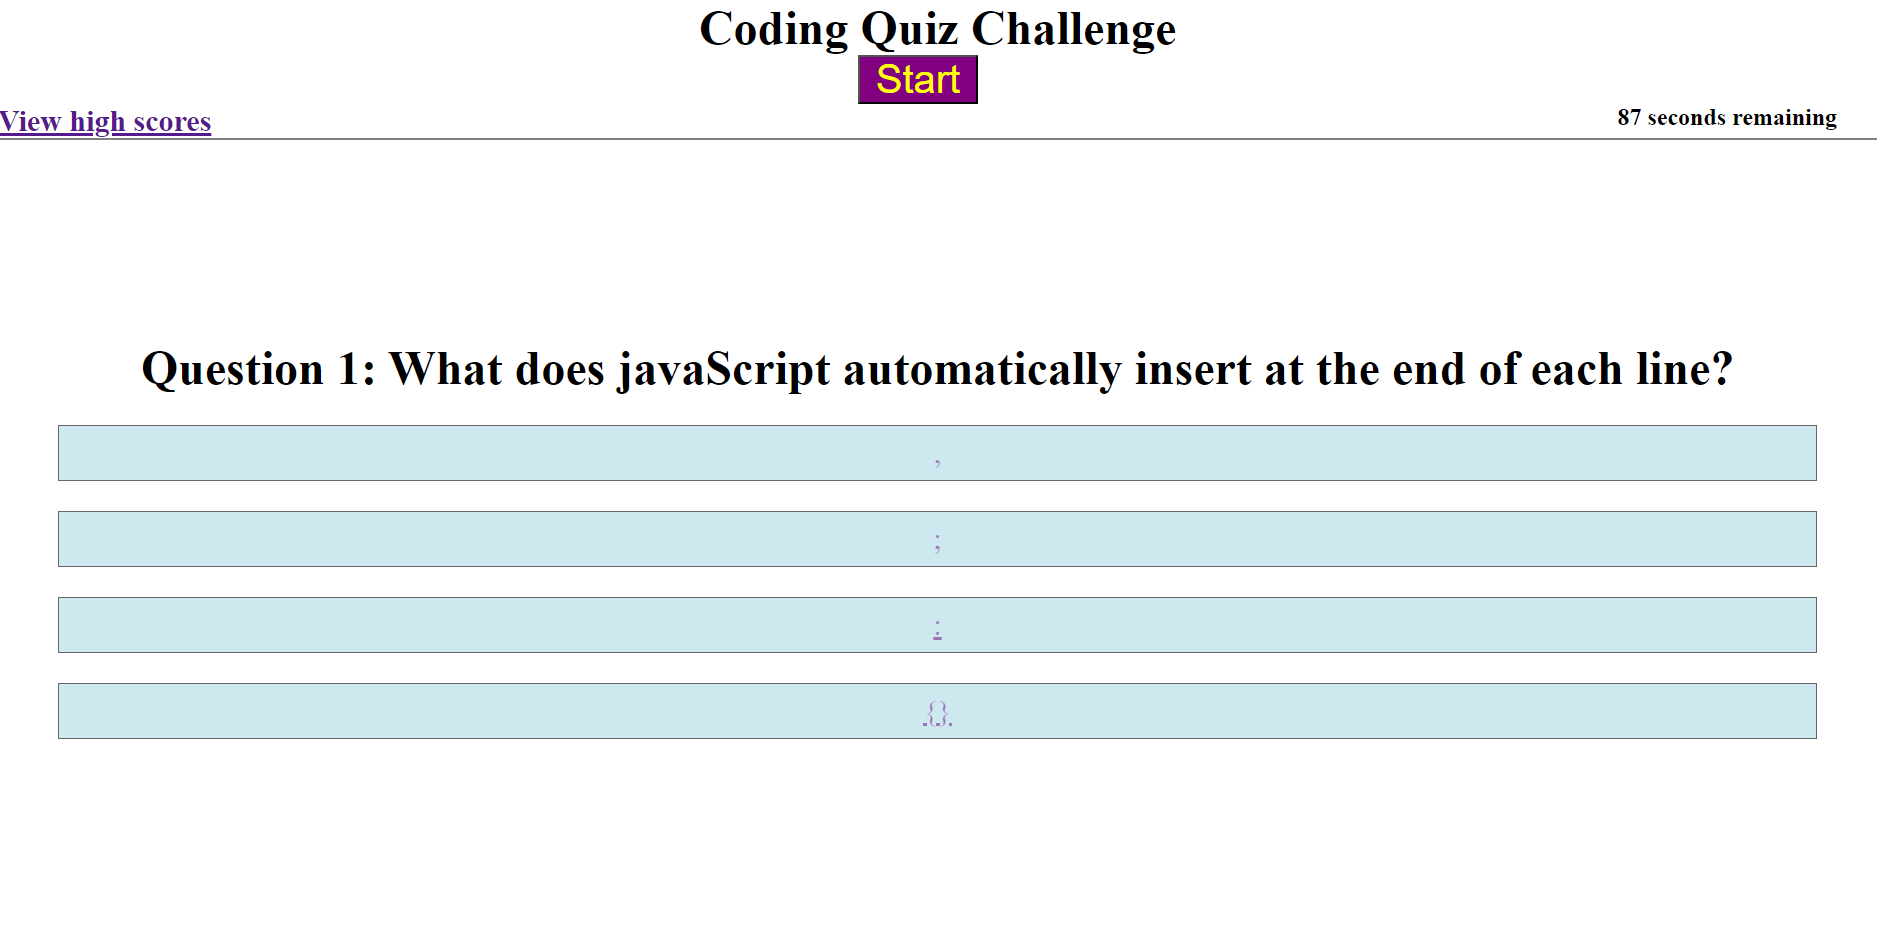 Coding Quiz Challenge
Start
View high scores
87 seconds remaining
Question 1: What does javaScript automatically insert at the end of each line?
,
;
:
{}